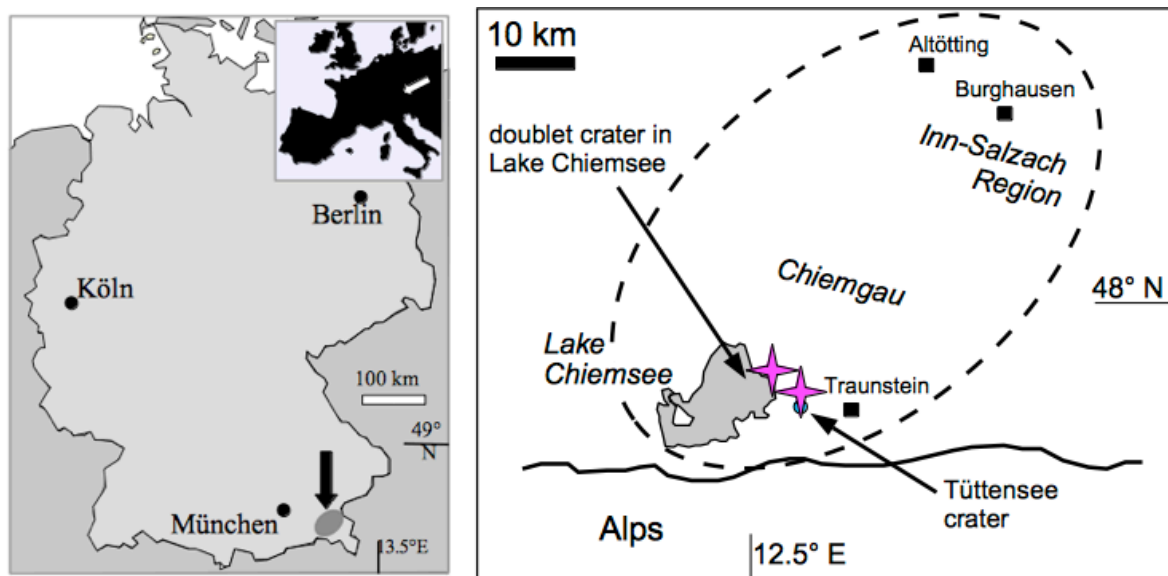 Berlin
Köln
100 km
49°
N
München
13.5°E
10 km
Altötting
Burghausen
doublet crater in
Lake Chiemsee
Inn-Salzach
Region
Chiemgau
48° N
Lake
Chiemsee
Traunstein
Tüttensee
crater
Alps
12.5° E